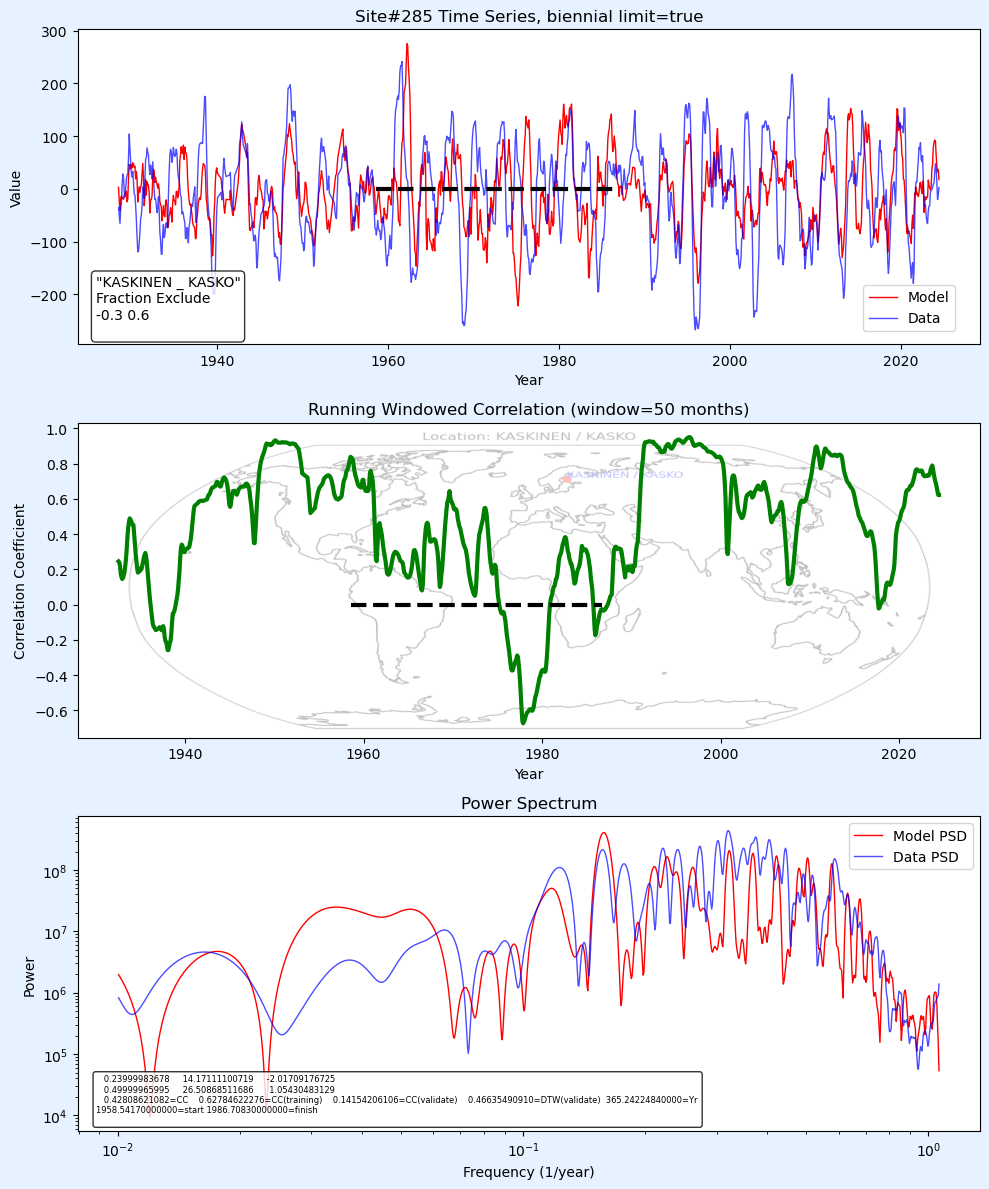 Site#285 Time Series, biennial limit=true
300
200
100
0
−100
−200
Value
"KASKINEN _ KASKO"
Fraction Exclude
-0.3 0.6
Model
Data
1940
1960
1980
2000
2020
Year
Running Windowed Correlation (window=50 months)
1.0
0.8
0.6
0.4
0.2
0.0
−0.2
−0.4
−0.6
Correlation Coefficient
Location: KASKINEN / KASKO
KASKINEN / KASKO
1940
1960
1980
2000
2020
Year
Power Spectrum
10⁸
10⁷
10⁶
10⁵
10⁴
Power
Model PSD
Data PSD
0.23999983678 14.17111100719 -2.01709176725
0.49999965995 26.50868511686 1.05430483129
0.42808621082=CC 0.62784622276=CC(training) 0.14154206106=CC(validate) 0.46635490910=DTW(validate) 365.24224840000=Yr
1958.54170000000=start 1986.70830000000=finish
10⁻²
10⁻¹
10⁰
Frequency (1/year)